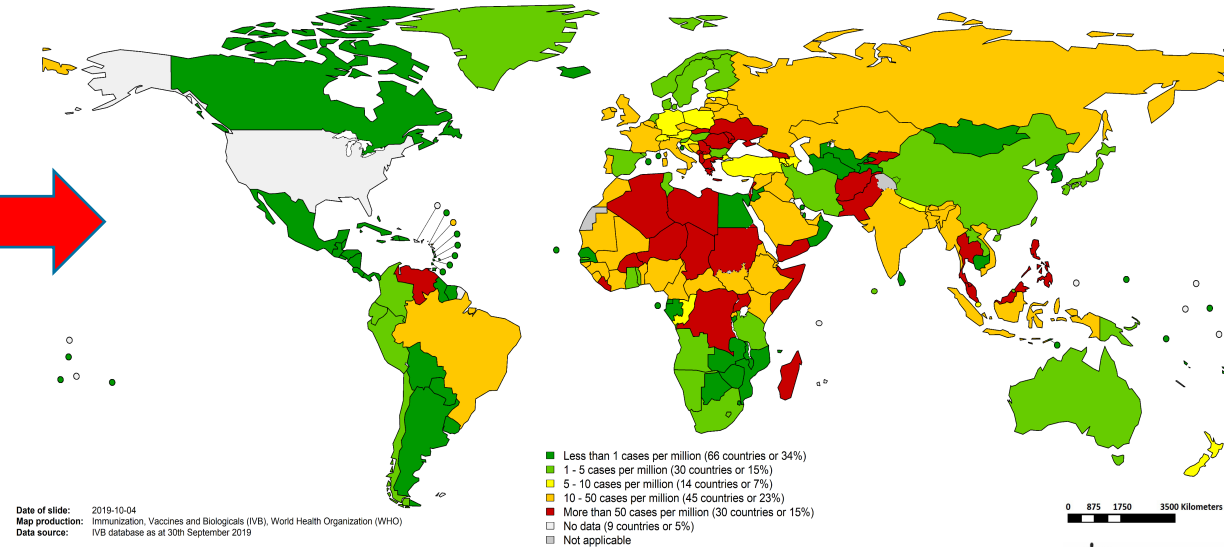 Less than 1 cases per million (66 countries or 34%)
1 - 5 cases per million (30 countries or 15%)
5 - 10 cases per million (14 countries or 7%)
10 - 50 cases per million (45 countries or 23%)
More than 50 cases per million (30 countries or 15%)
No data (9 countries or 5%)
Not applicable
Date of slide: 2019-10-04
Map production: Immunization, Vaccines and Biologicals (IVB), World Health Organization (WHO)
Data source: IVB database as at 30th September 2019
0 875 1750 3500 Kilometers